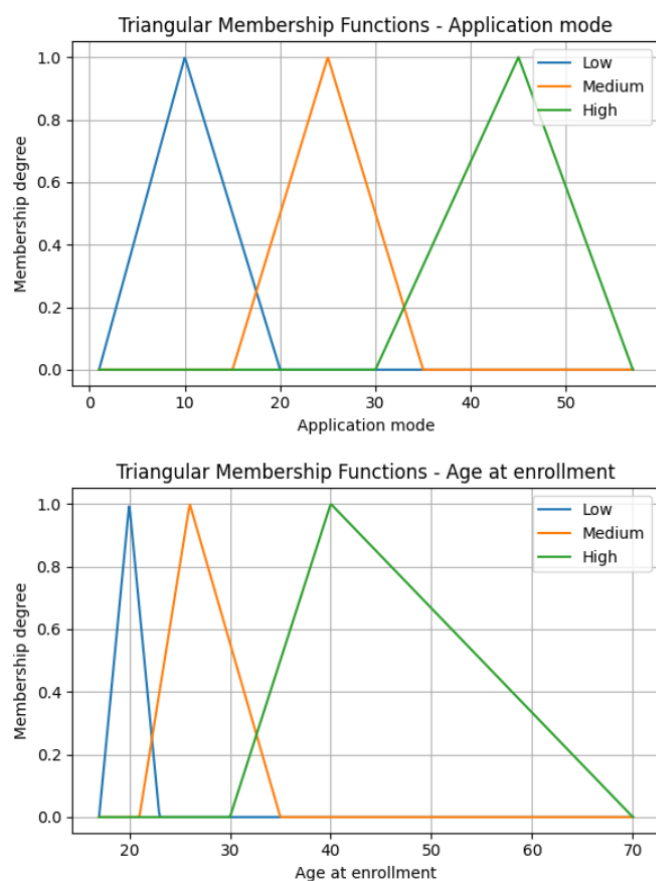 Triangular Membership Functions - Application mode
1.0
0.8
0.6
0.4
0.2
0.0
Membership degree
Low
Medium
High
0 10 20 30 40 50
Application mode
Triangular Membership Functions - Age at enrollment
1.0
0.8
0.6
0.4
0.2
0.0
Membership degree
Low
Medium
High
20 30 40 50 60 70
Age at enrollment